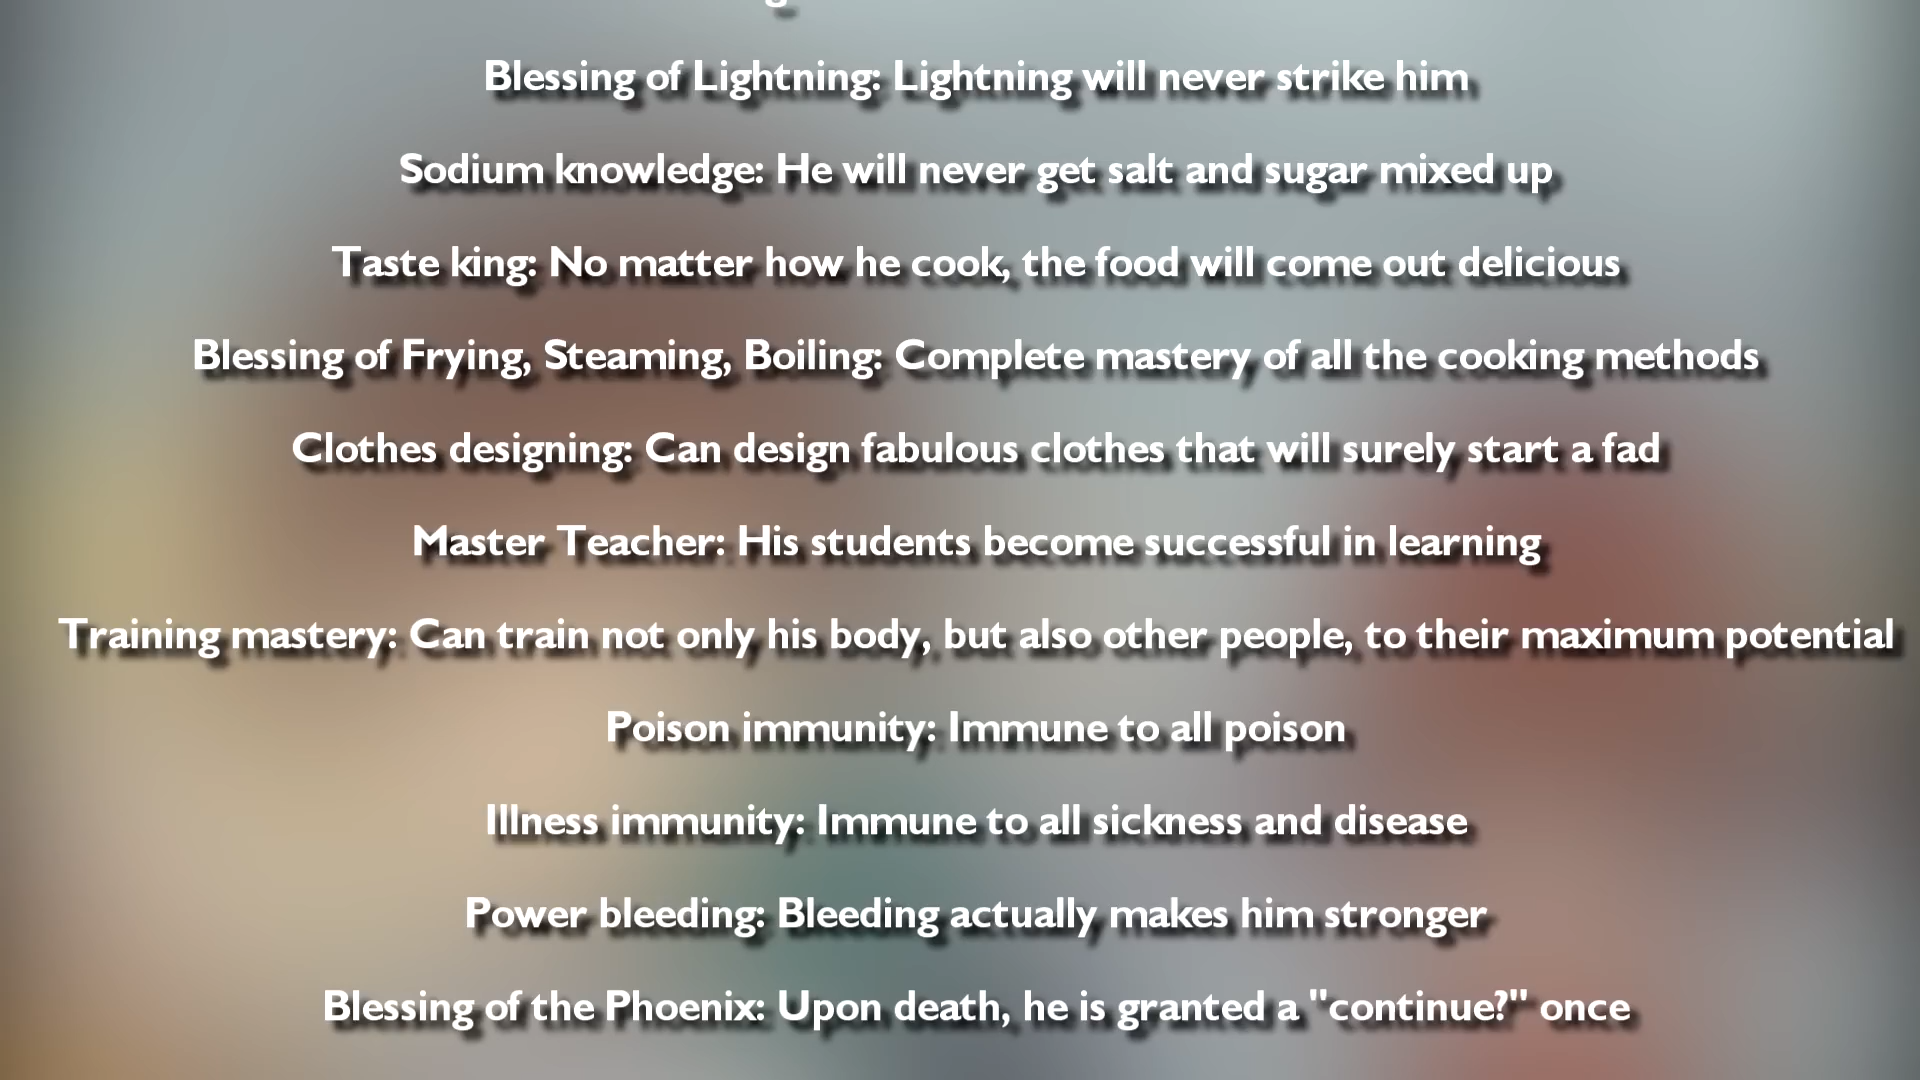 Blessing of Lightning: Lightning will never strike him
Sodium knowledge: He will never get salt and sugar mixed up
Taste king: No matter how he cook, the food will come out delicious
Blessing of Frying, Steaming, Boiling: Complete mastery of all the cooking methods
Clothes designing: Can design fabulous clothes that will surely start a fad
Master Teacher: His students become successful in learning
Training mastery: Can train not only his body, but also other people, to their maximum potential
Poison immunity: Immune to all poison
Illness immunity: Immune to all sickness and disease
Power bleeding: Bleeding actually makes him stronger
Blessing of the Phoenix: Upon death, he is granted a "continue?" once